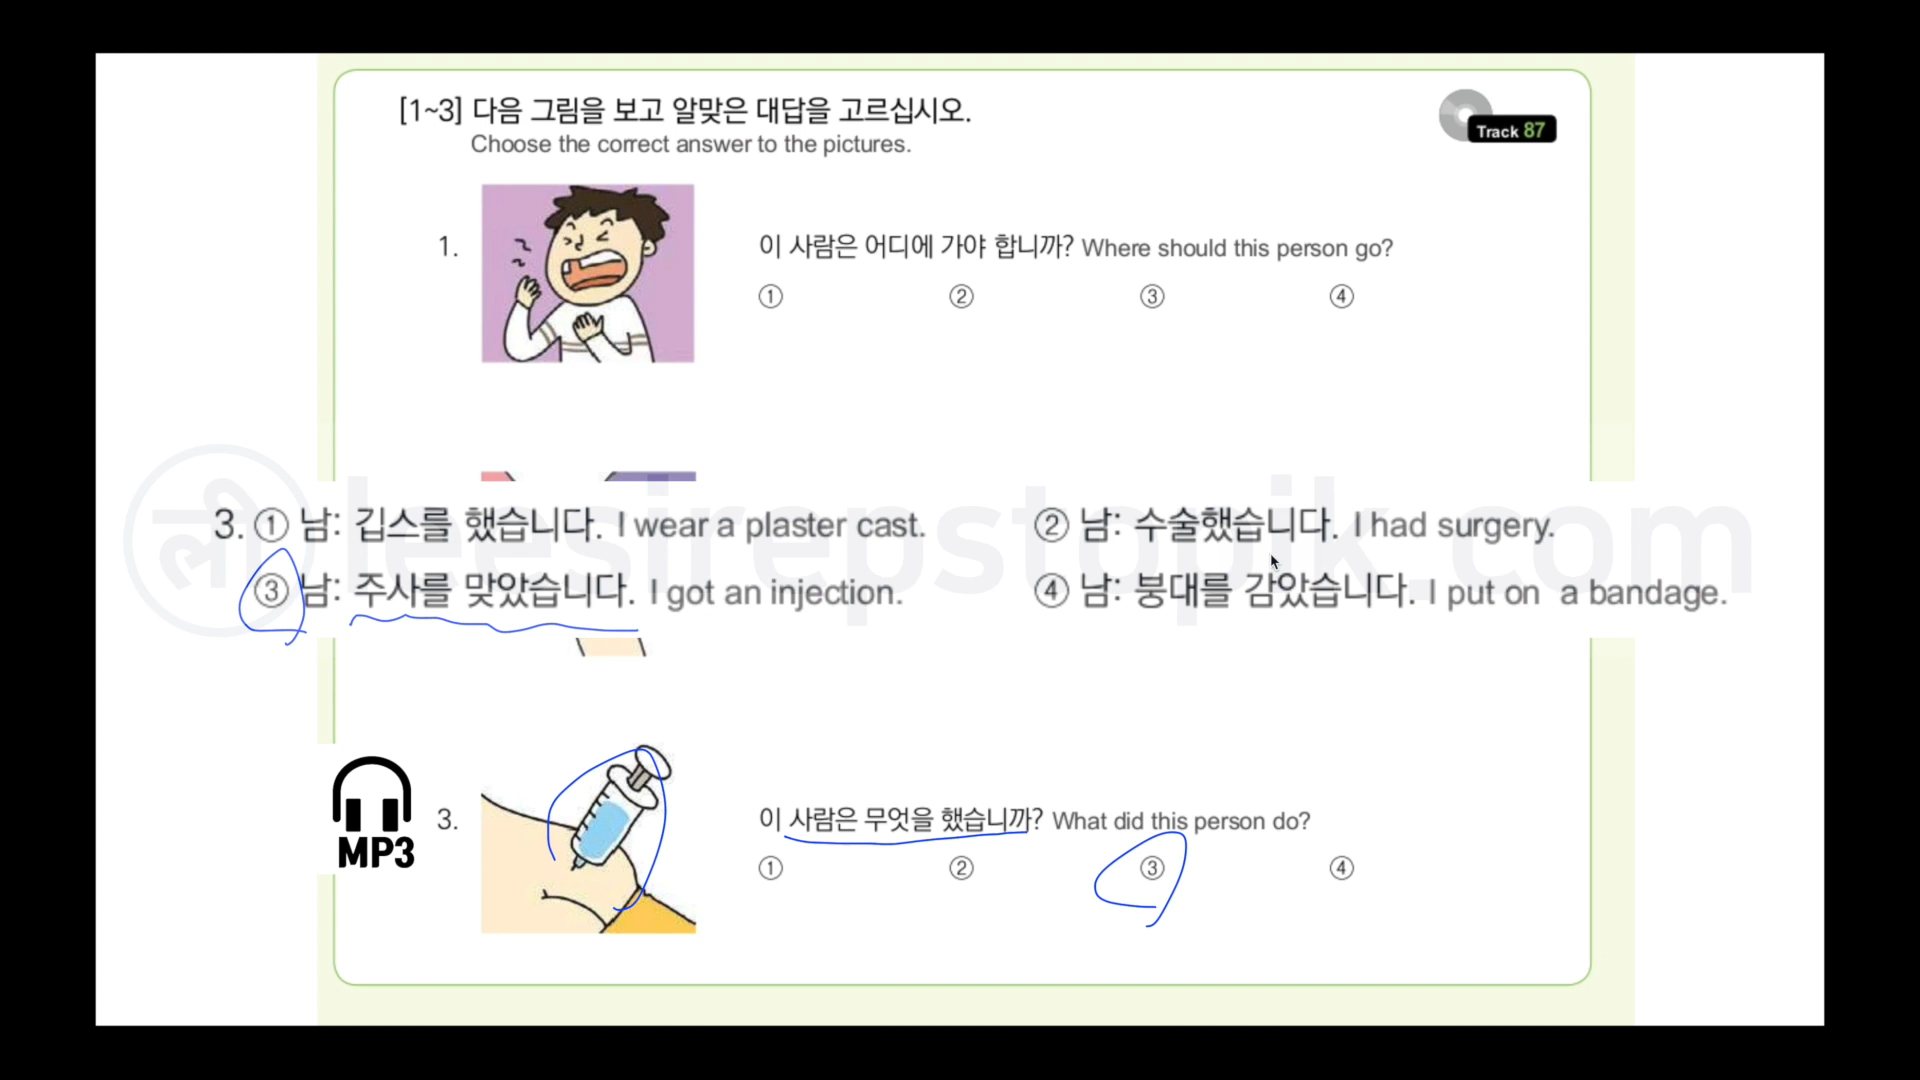 [1~3] 다음 그림을 보고 알맞은 대답을 고르십시오.
Choose the correct answer to the pictures.
Track 87
1. 이 사람은 어디에 가야 합니까? Where should this person go?
① ② ③ ④
ली leesirepstopik.com
3. ① 남: 깁스를 했습니다. I wear a plaster cast. ② 남: 수술했습니다. I had surgery.
③ 남: 주사를 맞았습니다. I got an injection. ④ 남: 붕대를 감았습니다. I put on a bandage.
MP3
3. 이 사람은 무엇을 했습니까? What did this person do?
① ② ③ ④